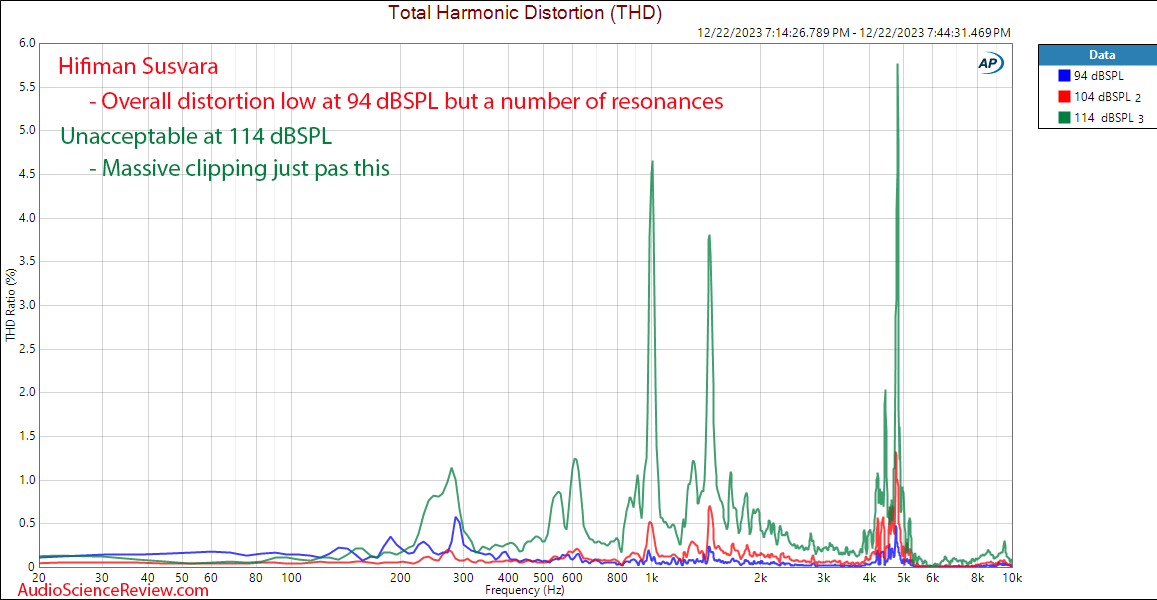 Total Harmonic Distortion (THD)
12/22/2023 7:14:26.789 PM - 12/22/2023 7:44:31.469 PM
6.0
5.5
5.0
4.5
4.0
3.5
3.0
2.5
2.0
1.5
1.0
0.5
0
THD Ratio (%)
Hifiman Susvara
- Overall distortion low at 94 dBSPL but a number of resonances
Unacceptable at 114 dBSPL
- Massive clipping just pas this
AP
Data
94 dBSPL
104 dBSPL 2
114 dBSPL 3
20 30 40 50 60 80 100 200 300 400 500 600 800 1k 2k 3k 4k 5k 6k 8k 10k
Frequency (Hz)
AudioScienceReview.com